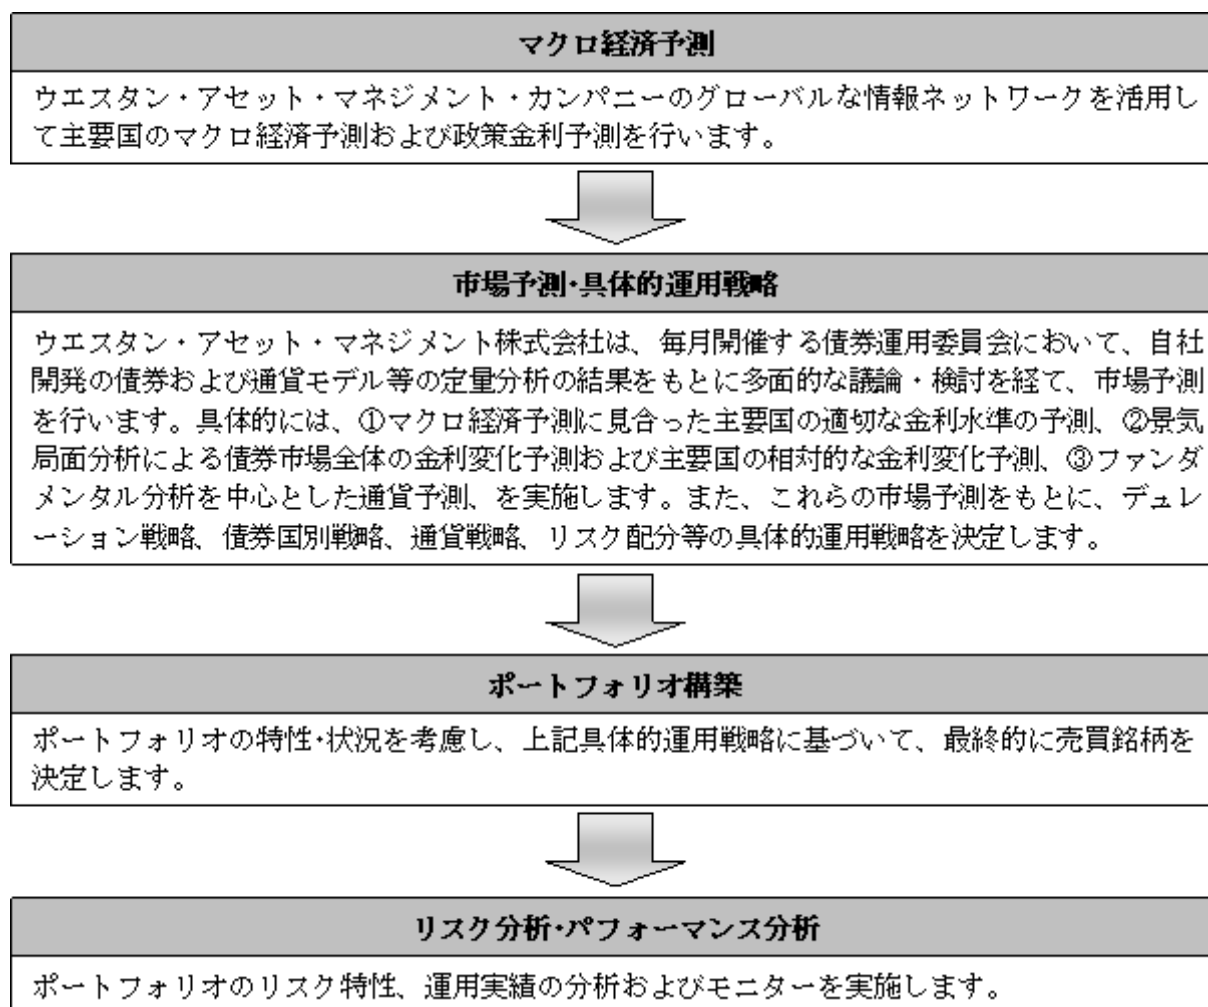 マクロ経済予測
ウエスタン・アセット・マネジメント・カンパニーのグローバルな情報ネットワークを活用し
て主要国のマクロ経済予測および政策金利予測を行います。
市場予測・具体的運用戦略
ウエスタン・アセット・マネジメント株式会社は、毎月開催する債券運用委員会において、自社
開発の債券および通貨モデル等の定量分析の結果をもとに多面的な議論・検討を経て、市場予測
を行います。具体的には、①マクロ経済予測に見合った主要国の適切な金利水準の予測、②景気
局面分析による債券市場全体の金利変化予測および主要国の相対的な金利変化予測、③ファンダ
メンタル分析を中心とした通貨予測、を実施します。また、これらの市場予測をもとに、デュレ
ーション戦略、債券国別戦略、通貨戦略、リスク配分等の具体的運用戦略を決定します。
ポートフォリオ構築
ポートフォリオの特性・状況を考慮し、上記具体的運用戦略に基づいて、最終的に売買銘柄を
決定します。
リスク分析・パフォーマンス分析
ポートフォリオのリスク特性、運用実績の分析およびモニターを実施します。